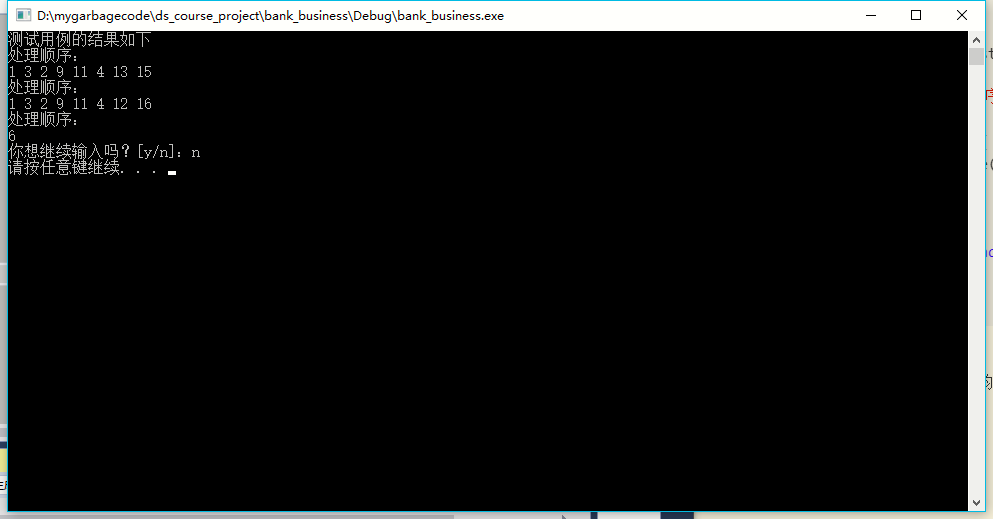 D:\mygarbagecode\ds_course_project\bank_business\Debug\bank_business.exe
测试用例的结果如下
处理顺序：
1 3 2 9 11 4 13 15
处理顺序：
1 3 2 9 11 4 12 16
处理顺序：
6
你想继续输入吗？[y/n]：n
请按任意键继续. . .